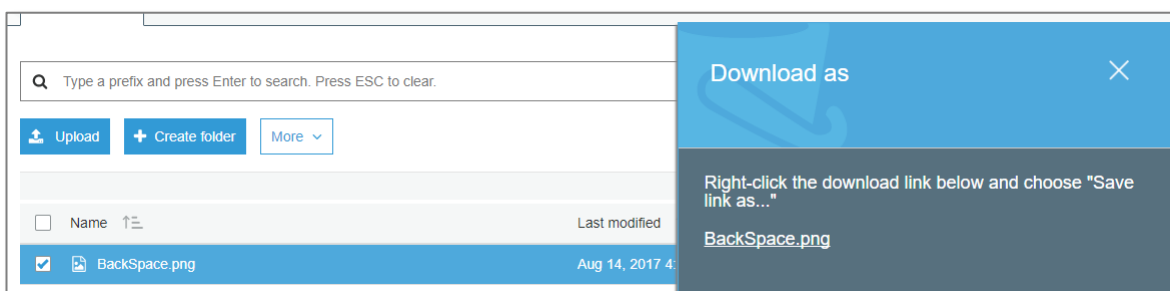 Type a prefix and press Enter to search. Press ESC to clear.
Upload
Create folder
More
Name
Last modified
BackSpace.png
Aug 14, 2017 4:
Download as
Right-click the download link below and choose "Save
link as..."
BackSpace.png